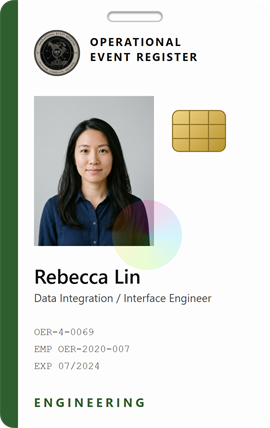 OPERATIONAL
EVENT REGISTER
Rebecca Lin
Data Integration / Interface Engineer
OER-4-0069
EMP OER-2020-007
EXP 07/2024
ENGINEERING